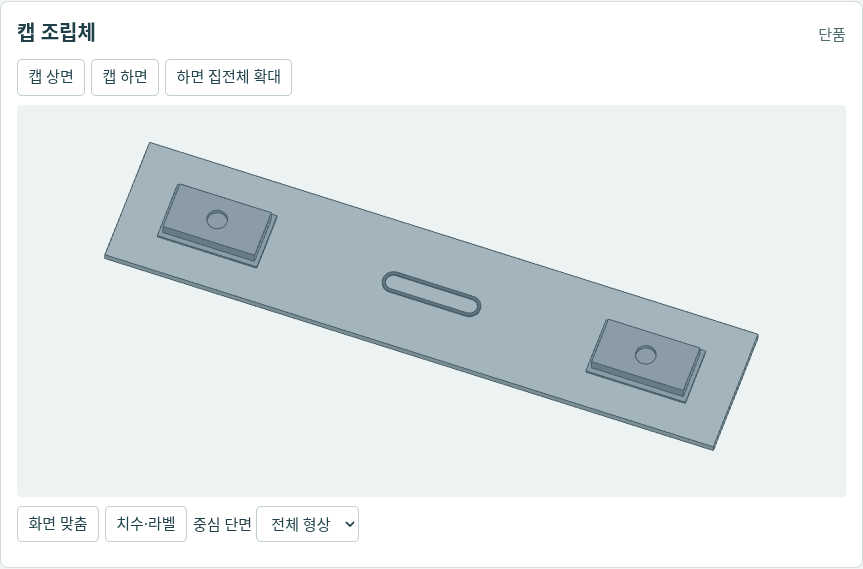 캡 조립체
단품
캡 상면 캡 하면 하면 집전체 확대
화면 맞춤 치수·라벨 중심 단면 전체 형상